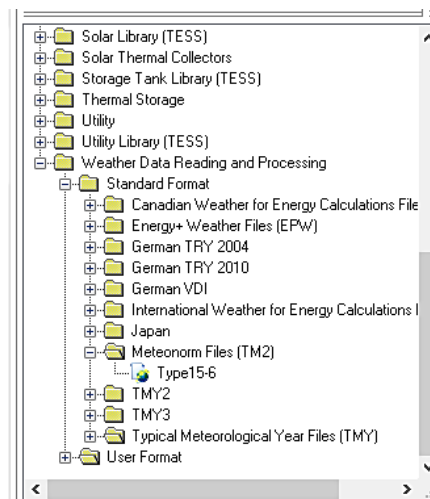 Solar Library (TESS)
Solar Thermal Collectors
Storage Tank Library (TESS)
Thermal Storage
Utility
Utility Library (TESS)
Weather Data Reading and Processing
Standard Format
Canadian Weather for Energy Calculations File
Energy+ Weather Files (EPW)
German TRY 2004
German TRY 2010
German VDI
International Weather for Energy Calculations
Japan
Meteonorm Files (TM2)
Type15-6
TMY2
TMY3
Typical Meteorological Year Files (TMY)
User Format